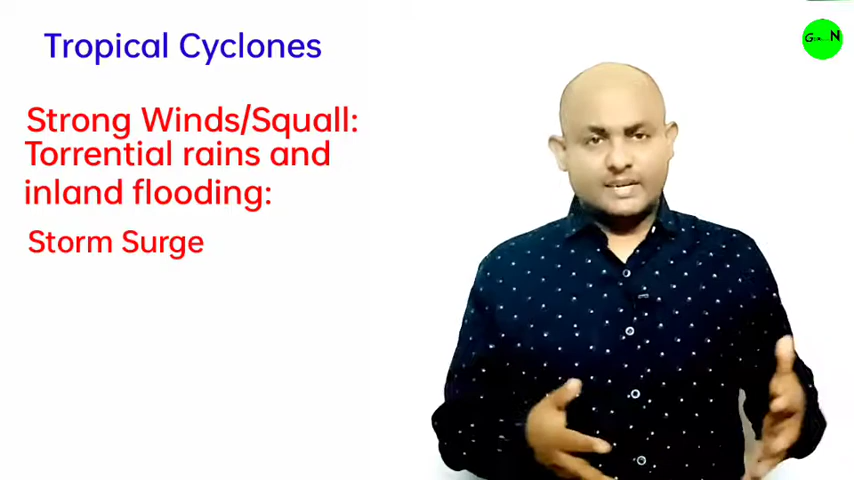 Tropical Cyclones
Strong Winds/Squall:
Torrential rains and
inland flooding:
Storm Surge